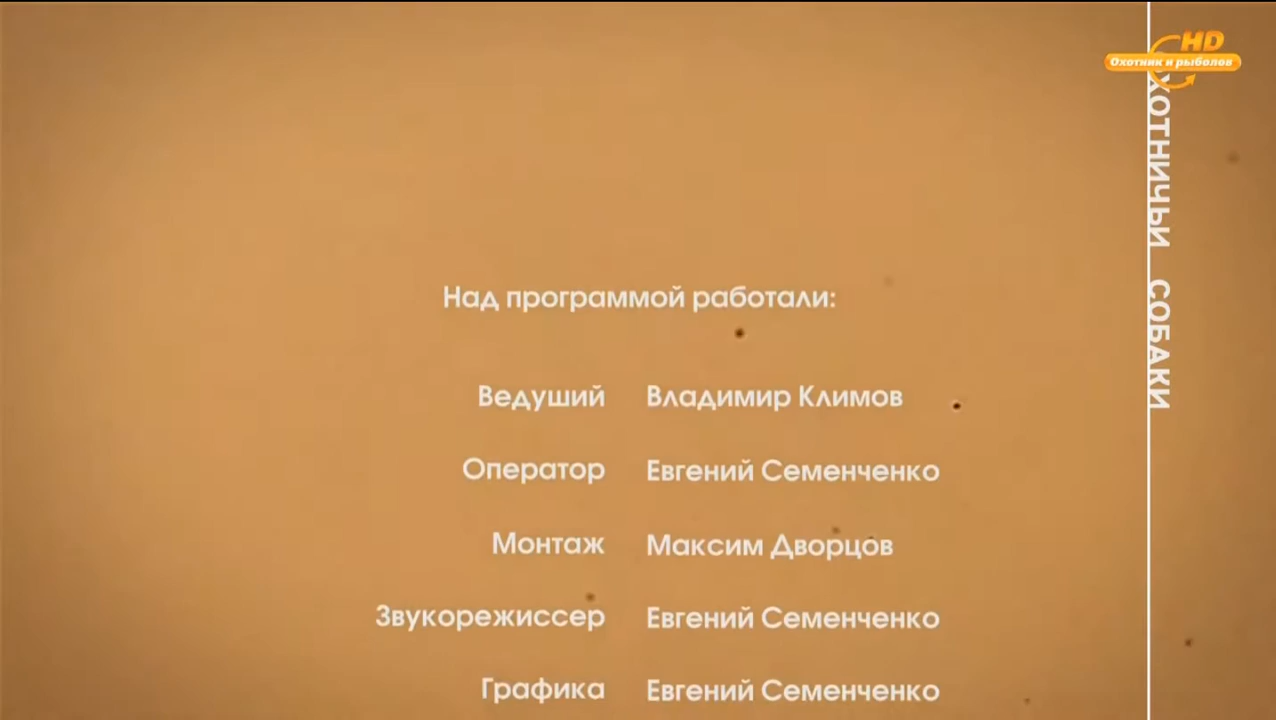 HD
Охотник и рыболов
ОХОТНИЧЬИ СОБАКИ
Над программой работали:
Ведуший Владимир Климов
Оператор Евгений Семенченко
Монтаж Максим Дворцов
Звукорежиссер Евгений Семенченко
Графика Евгений Семенченко